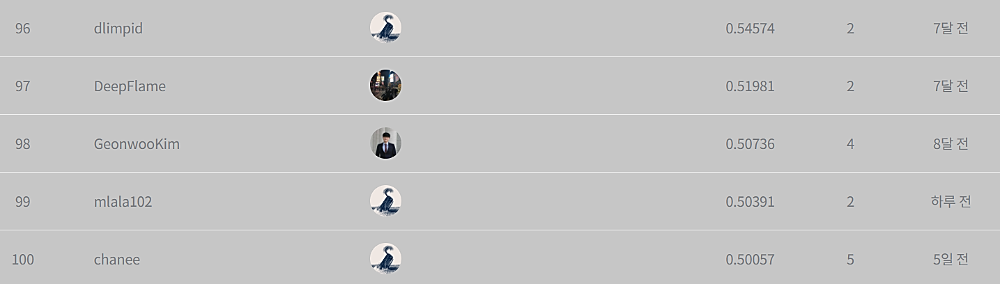 96 dlimpid 0.54574 2 7달 전
97 DeepFlame 0.51981 2 7달 전
98 GeonwooKim 0.50736 4 8달 전
99 mlala102 0.50391 2 하루 전
100 chanee 0.50057 5 5일 전